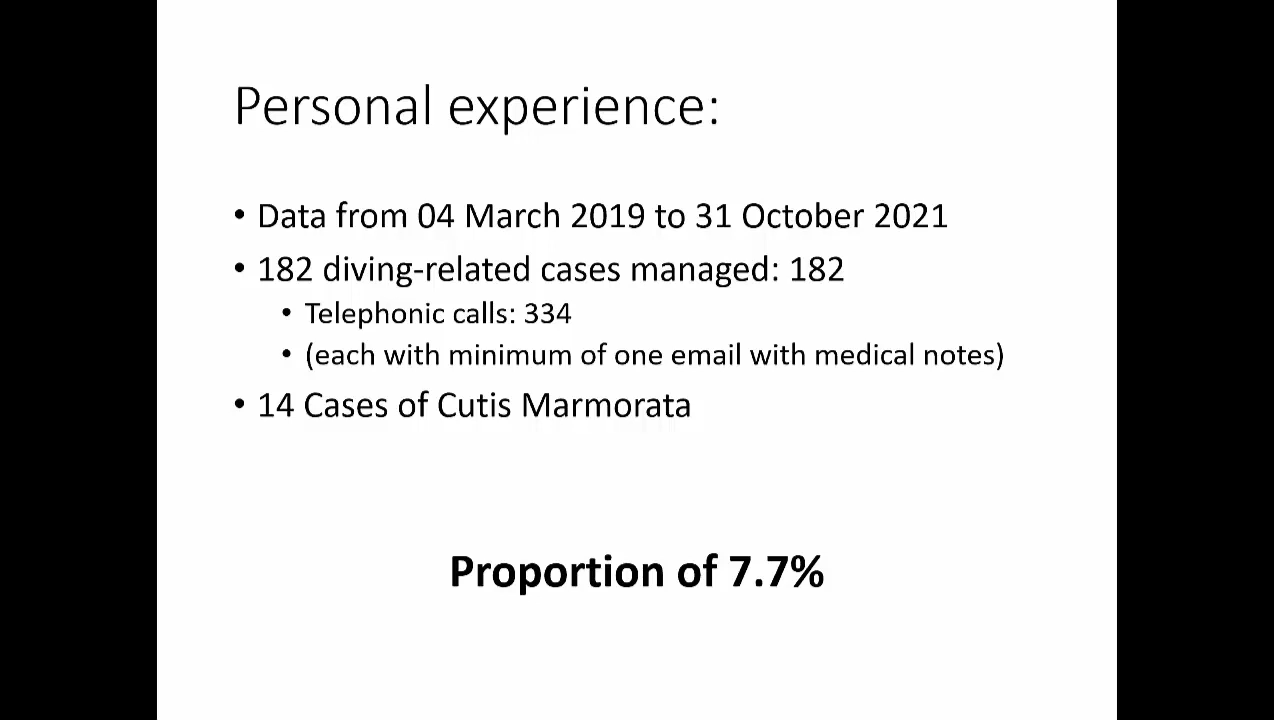 Personal experience:
• Data from 04 March 2019 to 31 October 2021
• 182 diving-related cases managed: 182
• Telephonic calls: 334
• (each with minimum of one email with medical notes)
• 14 Cases of Cutis Marmorata
Proportion of 7.7%